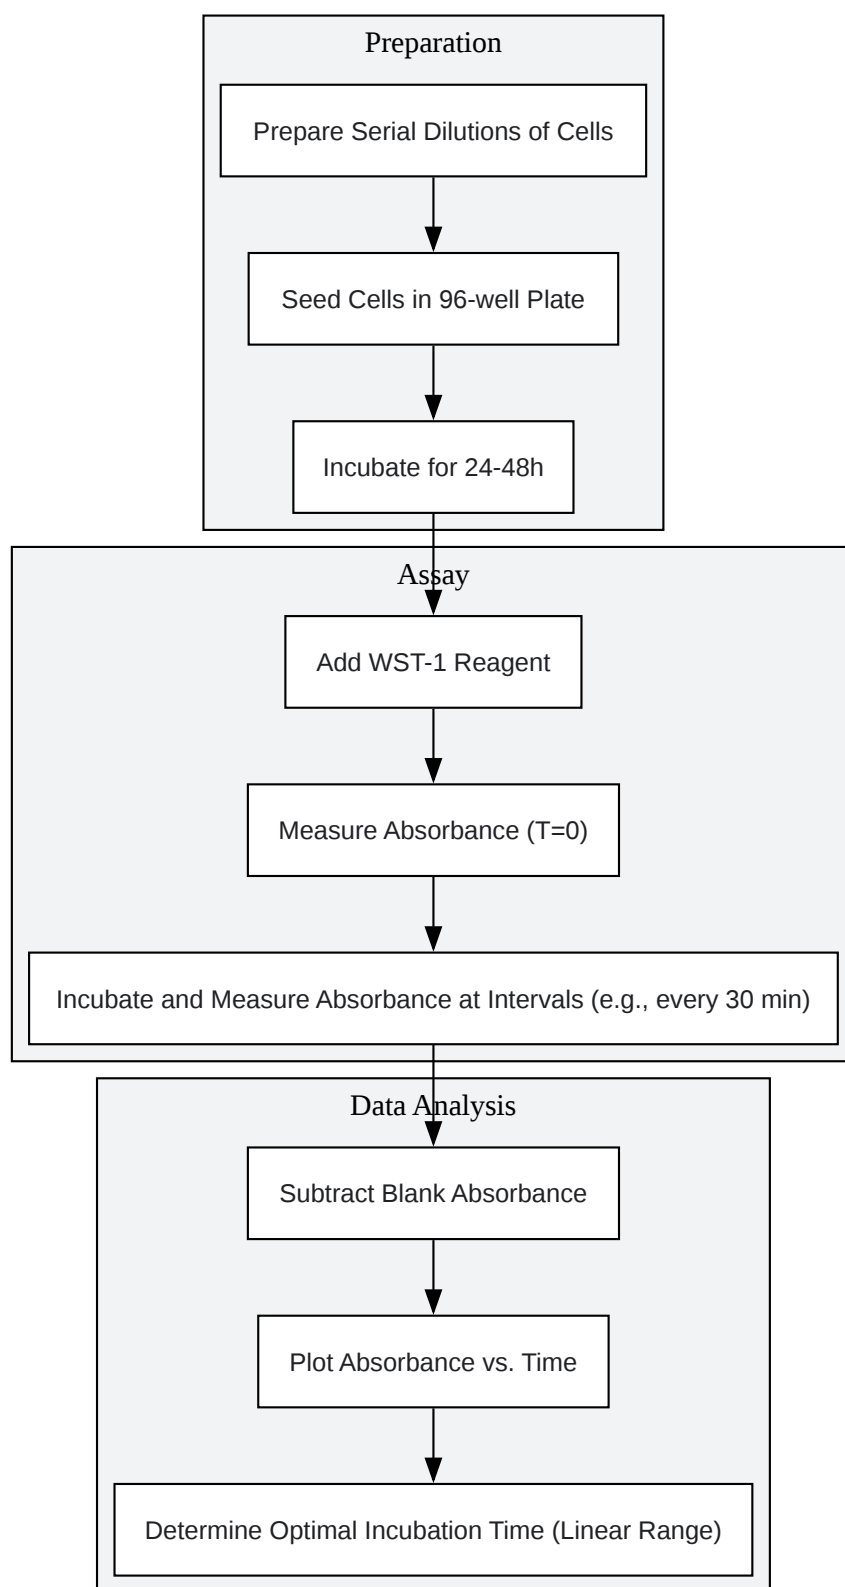 Preparation
Prepare Serial Dilutions of Cells
Seed Cells in 96-well Plate
Incubate for 24-48h
Assay
Add WST-1 Reagent
Measure Absorbance (T=0)
Incubate and Measure Absorbance at Intervals (e.g., every 30 min)
Data Analysis
Subtract Blank Absorbance
Plot Absorbance vs. Time
Determine Optimal Incubation Time (Linear Range)